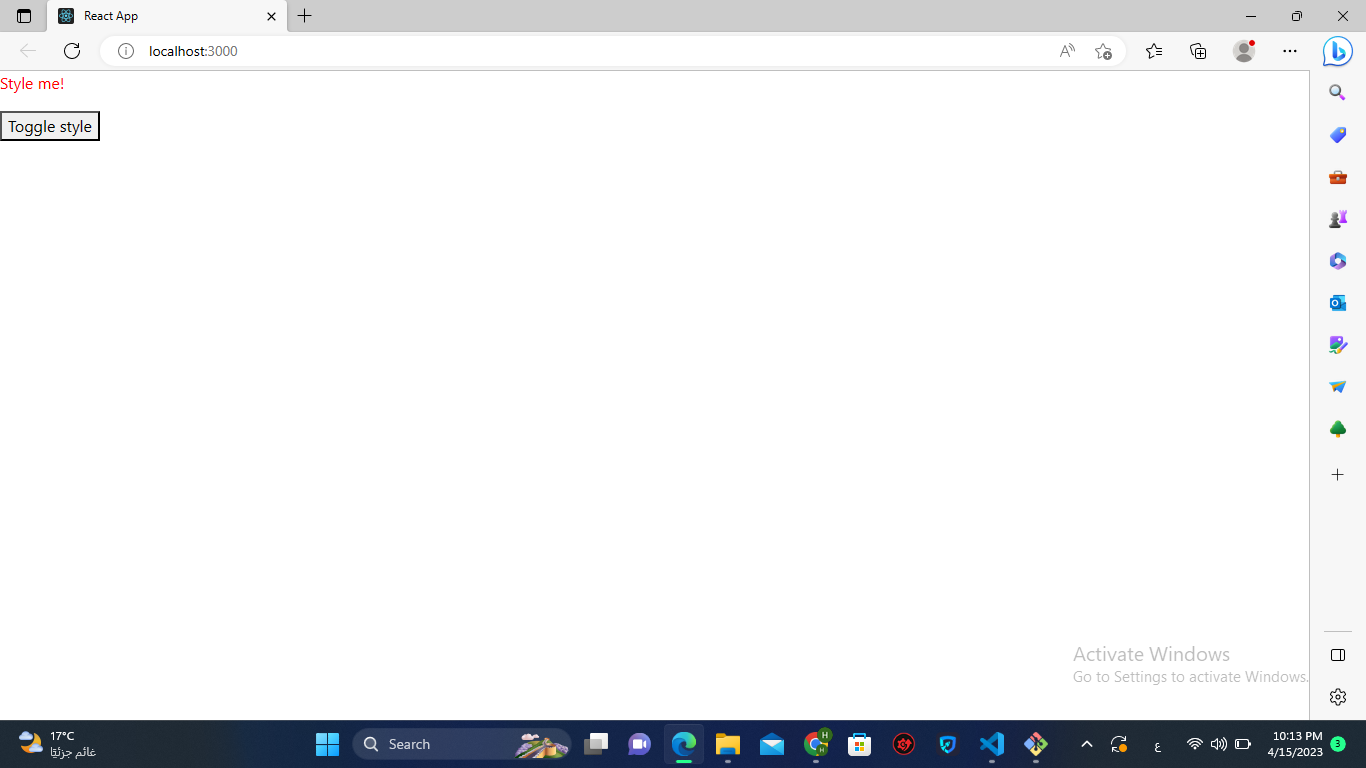 React App
localhost:3000
Style me!
Toggle style
Activate Windows
Go to Settings to activate Windows.
17°C
غائم جزئيًا
Search
H
H
ع
10:13 PM
4/15/2023
3